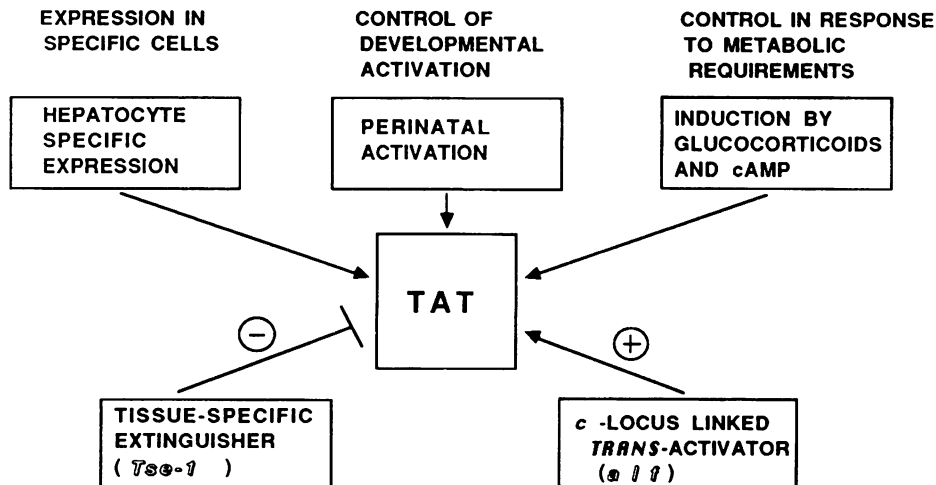 EXPRESSION IN
SPECIFIC CELLS
CONTROL OF
DEVELOPMENTAL
ACTIVATION
CONTROL IN RESPONSE
TO METABOLIC
REQUIREMENTS
HEPATOCYTE
SPECIFIC
EXPRESSION
PERINATAL
ACTIVATION
INDUCTION BY
GLUCOCORTICOIDS
AND cAMP
TAT
−
+
TISSUE-SPECIFIC
EXTINGUISHER
( Tse-1 )
c -LOCUS LINKED
TRANS-ACTIVATOR
(a l f)